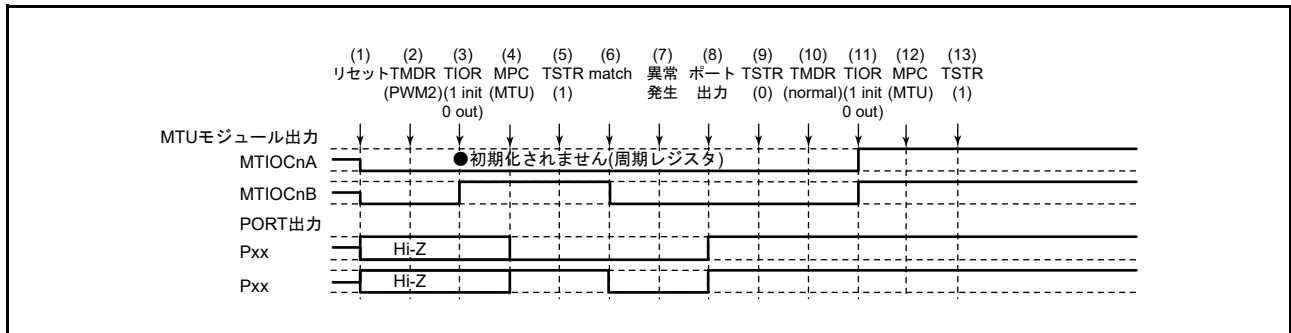 (1) (2) (3) (4) (5) (6) (7) (8) (9) (10) (11) (12) (13)
リセット TMDR TIOR MPC TSTR match 異常 ポート TSTR TMDR TIOR MPC TSTR
(PWM2) (1 init (MTU) (1) 発生 出力 (0) (normal) (1 init (MTU) (1)
0 out) 0 out)
MTUモジュール出力
MTIOCnA ●初期化されません(周期レジスタ)
MTIOCnB
PORT出力
Pxx Hi-Z
Pxx Hi-Z